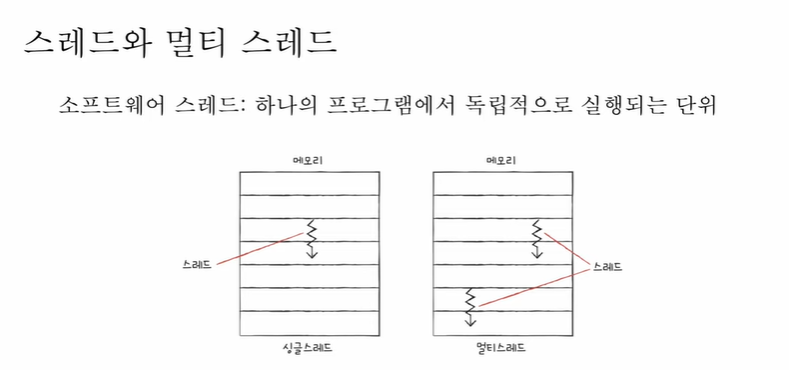 스레드와 멀티 스레드
소프트웨어 스레드: 하나의 프로그램에서 독립적으로 실행되는 단위
메모리
메모리
스레드
스레드
싱글스레드
멀티스레드